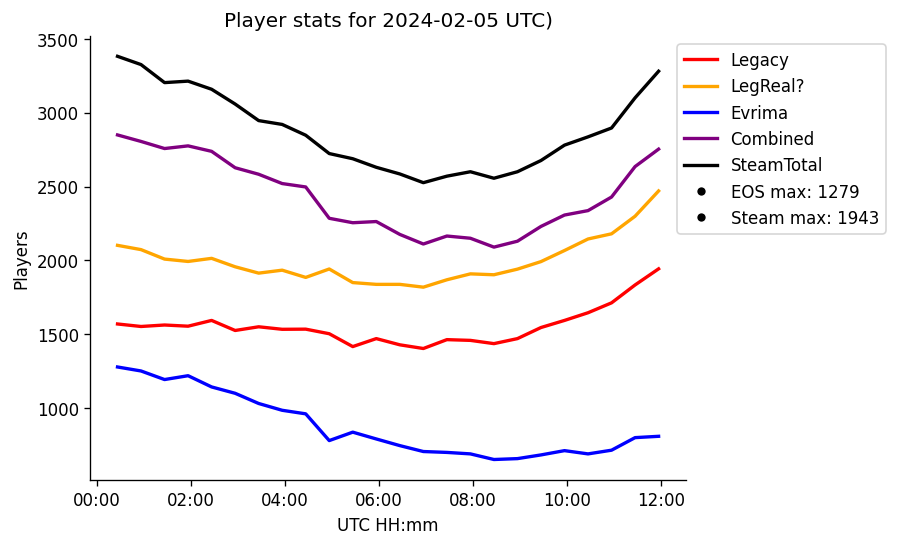 Player stats for 2024-02-05 UTC)
3500
3000
2500
2000
1500
1000
Players
00:00 02:00 04:00 06:00 08:00 10:00 12:00
UTC HH:mm
Legacy
LegReal?
Evrima
Combined
SteamTotal
EOS max: 1279
Steam max: 1943